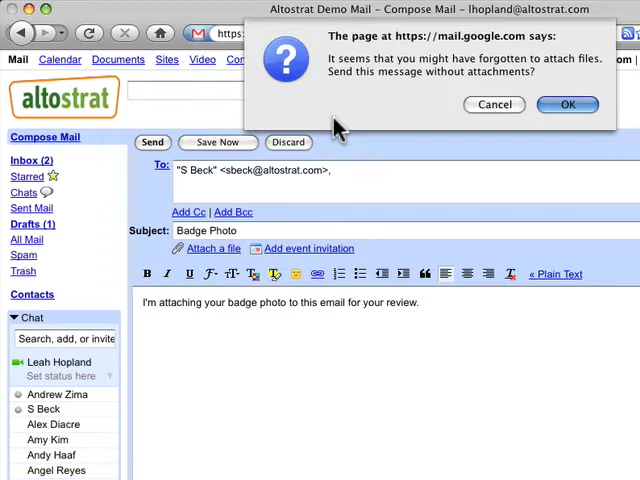 Altostrat Demo Mail – Compose Mail – lhopland@altostrat.com
https:
The page at https://mail.google.com says:
It seems that you might have forgotten to attach files.
Send this message without attachments?
Cancel OK
Mail Calendar Documents Sites Video Groups
altostrat
Compose Mail
Inbox (2)
Starred
Chats
Sent Mail
Drafts (1)
All Mail
Spam
Trash
Contacts
Chat
Search, add, or invite
Leah Hopland
Set status here
Andrew Zima
S Beck
Alex Diacre
Amy Kim
Andy Haaf
Angel Reyes
Send Save Now Discard
To: "S Beck" <sbeck@altostrat.com>,
Add Cc | Add Bcc
Subject: Badge Photo
Attach a file Add event invitation
B I U « Plain Text
I'm attaching your badge photo to this email for your review.